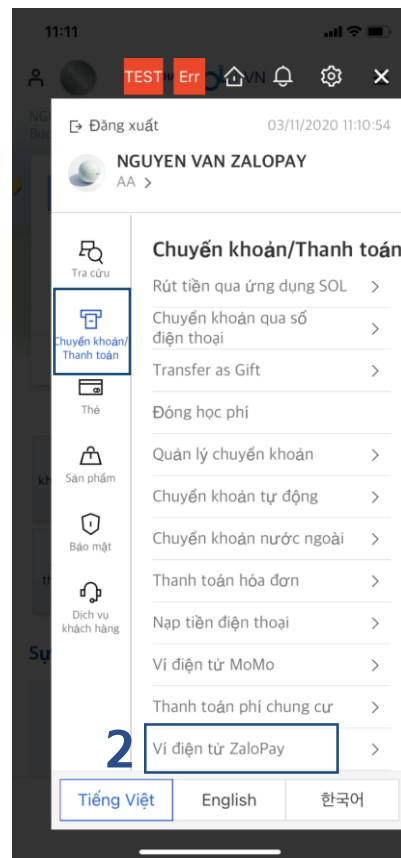 11:11
TEST Err VN
Đăng xuất 03/11/2020 11:10:54
NGUYEN VAN ZALOPAY
AA >
Tra cứu
Chuyển khoản/
Thanh toán
Thẻ
Sản phẩm
Bảo mật
Dịch vụ
khách hàng
Chuyển khoản/Thanh toán
Rút tiền qua ứng dụng SOL >
Chuyển khoản qua số
điện thoại >
Transfer as Gift >
Đóng học phí
Quản lý chuyển khoản >
Chuyển khoản tự động >
Chuyển khoản nước ngoài >
Thanh toán hóa đơn >
Nạp tiền điện thoại >
Ví điện tử MoMo >
Thanh toán phí chung cư >
2
Ví điện tử ZaloPay >
Tiếng Việt English 한국어